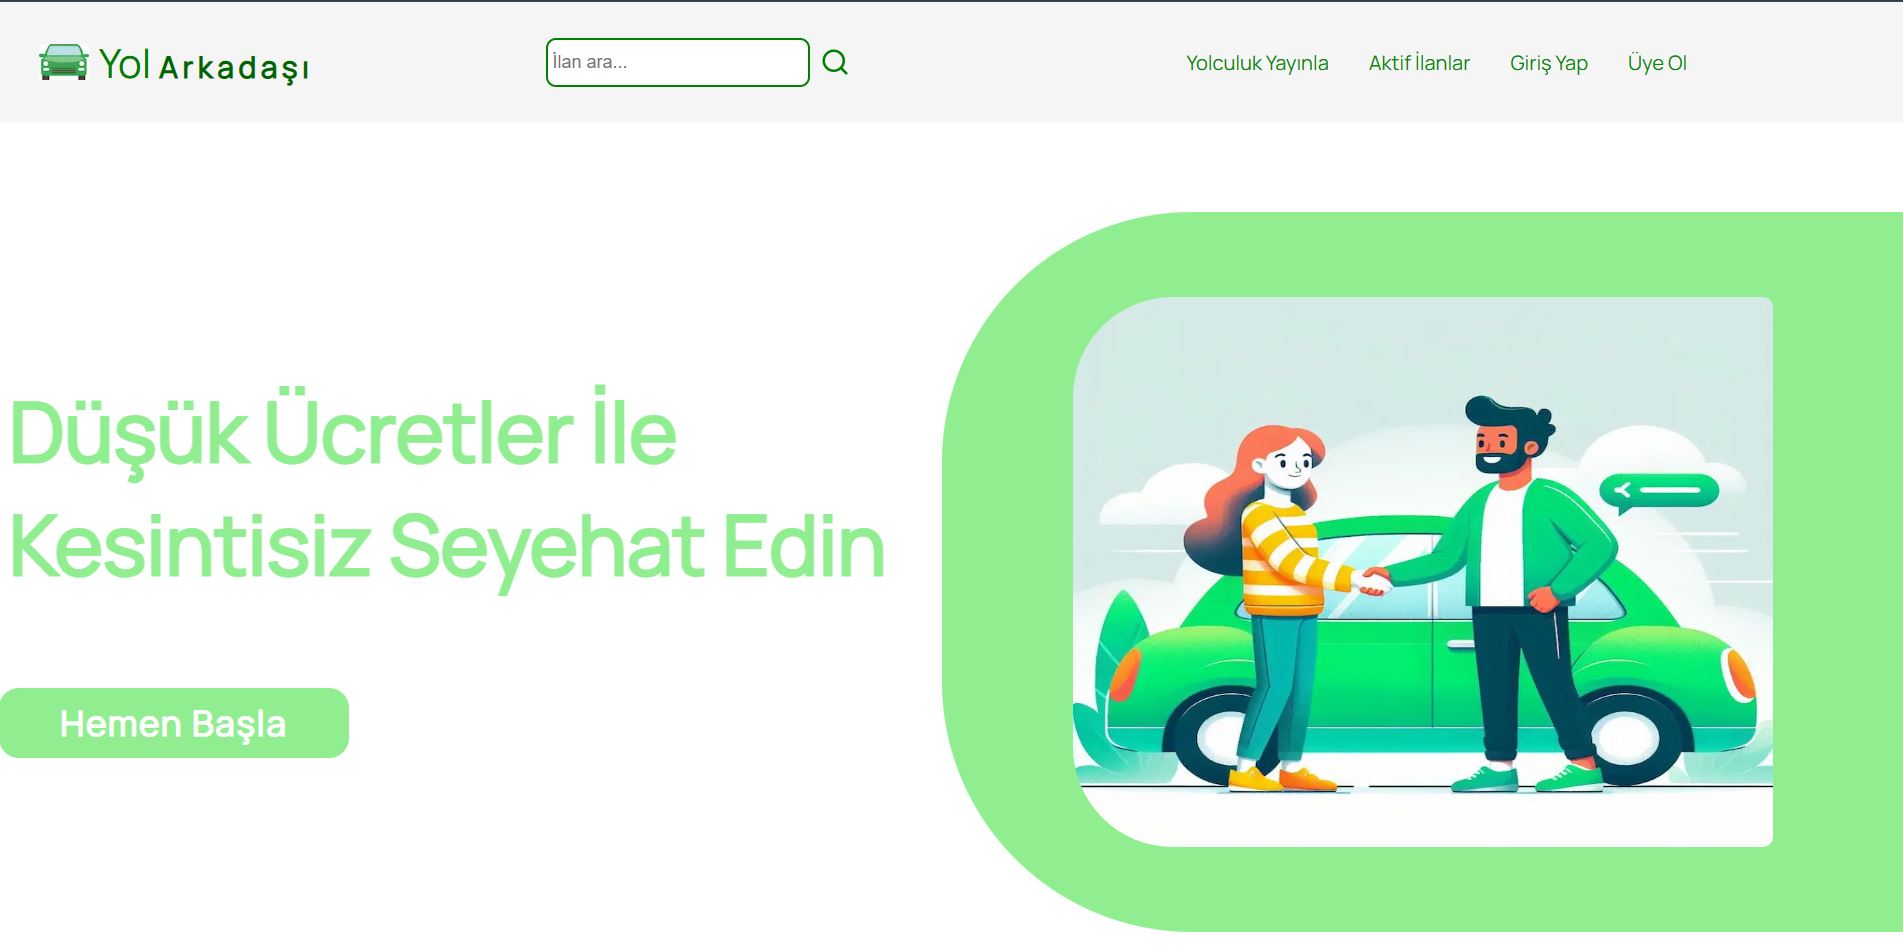 Yol Arkadaşı
İlan ara...
Yolculuk Yayınla Aktif İlanlar Giriş Yap Üye Ol
Düşük Ücretler İle
Kesintisiz Seyehat Edin
Hemen Başla